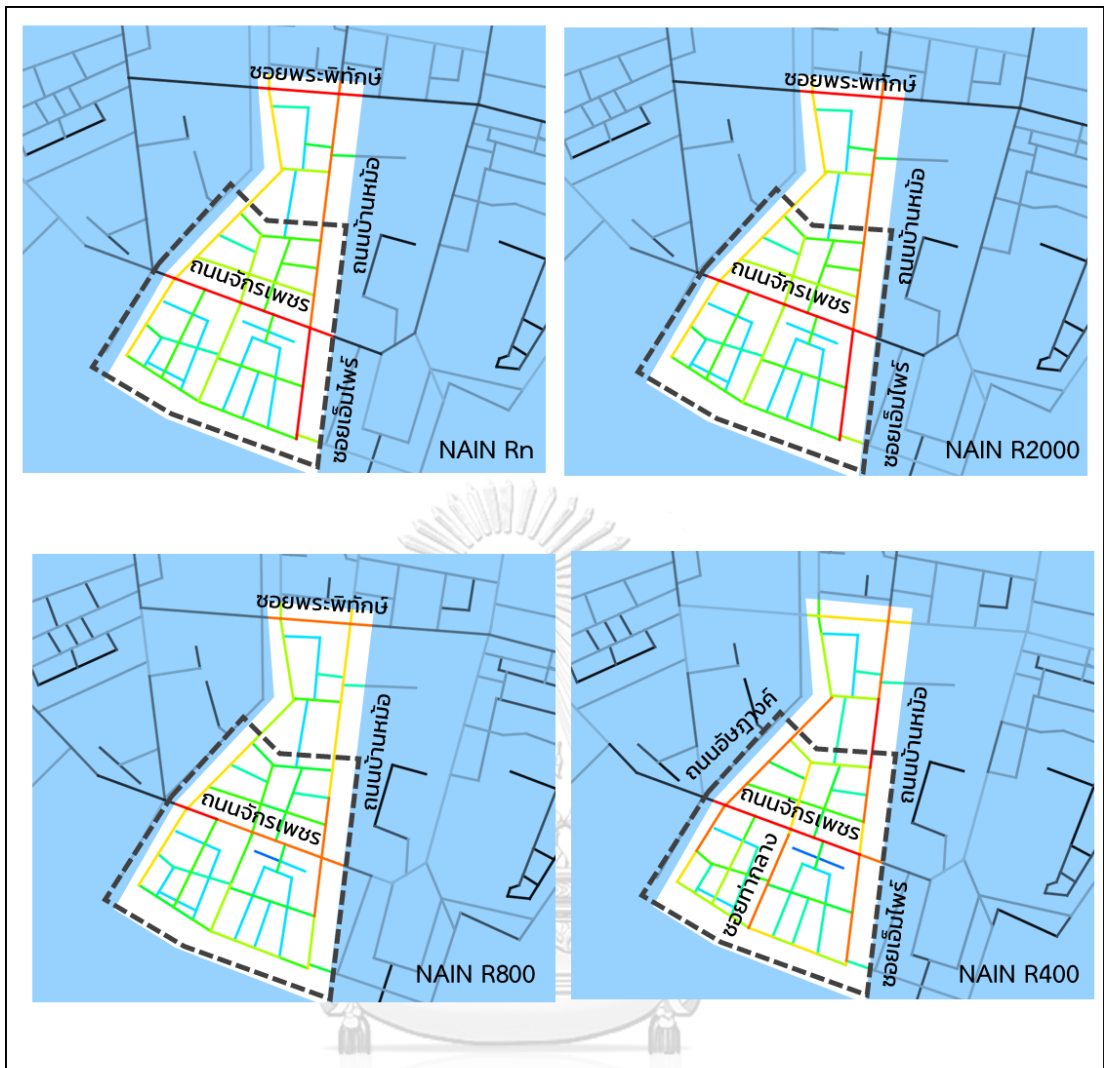 ซอยพระพิทักษ์
ถนนบ้านหม้อ
ถนนจักรเพชร
ซอยเอ็มไพร์
NAIN Rn
ซอยพระพิทักษ์
ถนนบ้านหม้อ
ถนนจักรเพชร
ซอยเอ็มไพร์
NAIN R2000
ซอยพระพิทักษ์
ถนนบ้านหม้อ
ถนนจักรเพชร
NAIN R800
ถนนอัษฎางค์
ถนนบ้านหม้อ
ถนนจักรเพชร
ซอยท่ากลาง
ซอยเอ็มไพร์
NAIN R400